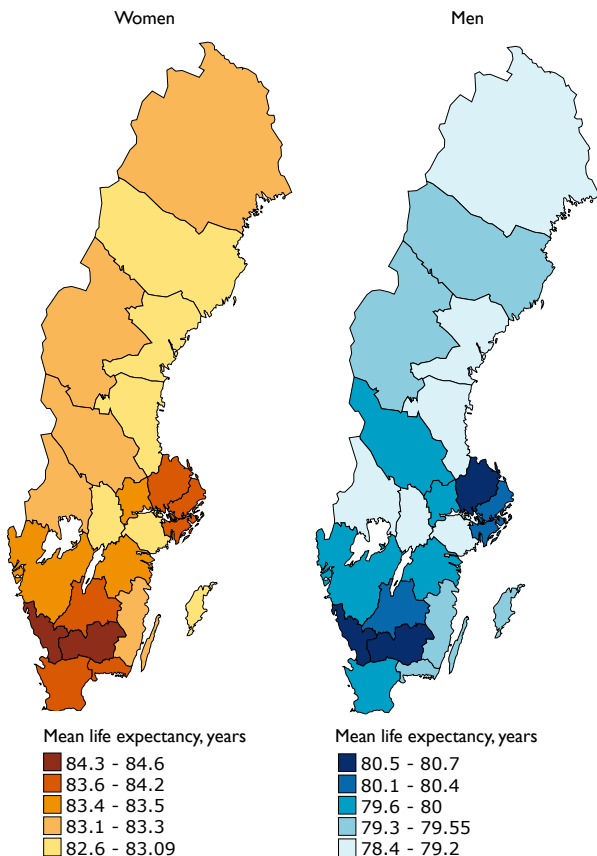 Women
Men
Mean life expectancy, years
84.3 - 84.6
83.6 - 84.2
83.4 - 83.5
83.1 - 83.3
82.6 - 83.09
Mean life expectancy, years
80.5 - 80.7
80.1 - 80.4
79.6 - 80
79.3 - 79.55
78.4 - 79.2